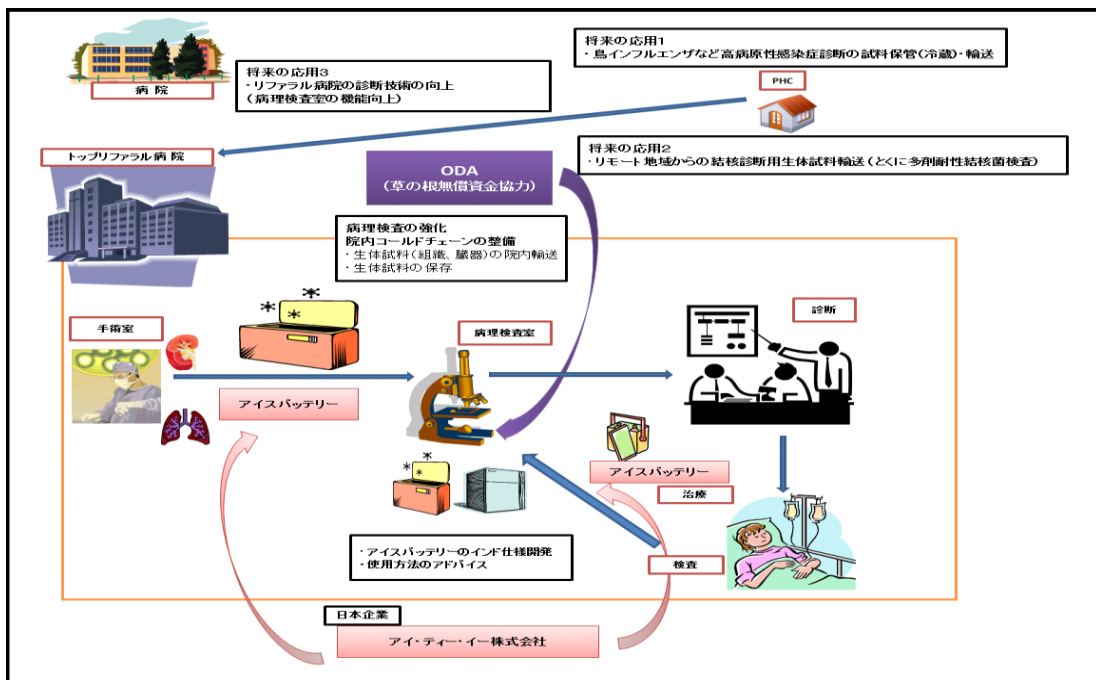 将来の応用1
・鳥インフルエンザなど高病原性感染症診断の試料保管(冷蔵)・輸送
将来の応用3
・リファラル病院の診断技術の向上
(病理検査室の機能向上)
PHC
病 院
将来の応用2
・リモート地域からの結核診断用生体試料輸送(とくに多剤耐性結核菌検査)
トップリファラル病 院
ODA
(草の根無償資金協力)
病理検査の強化
院内コールドチェーンの整備
・生体試料(組織、臓器)の院内輸送
・生体試料の保存
手術室
病理検査室
診断
アイスバッテリー
アイスバッテリー
治療
・アイスバッテリーのインド仕様開発
・使用方法のアドバイス
検査
日本企業
アイ・ティー・イー株式会社